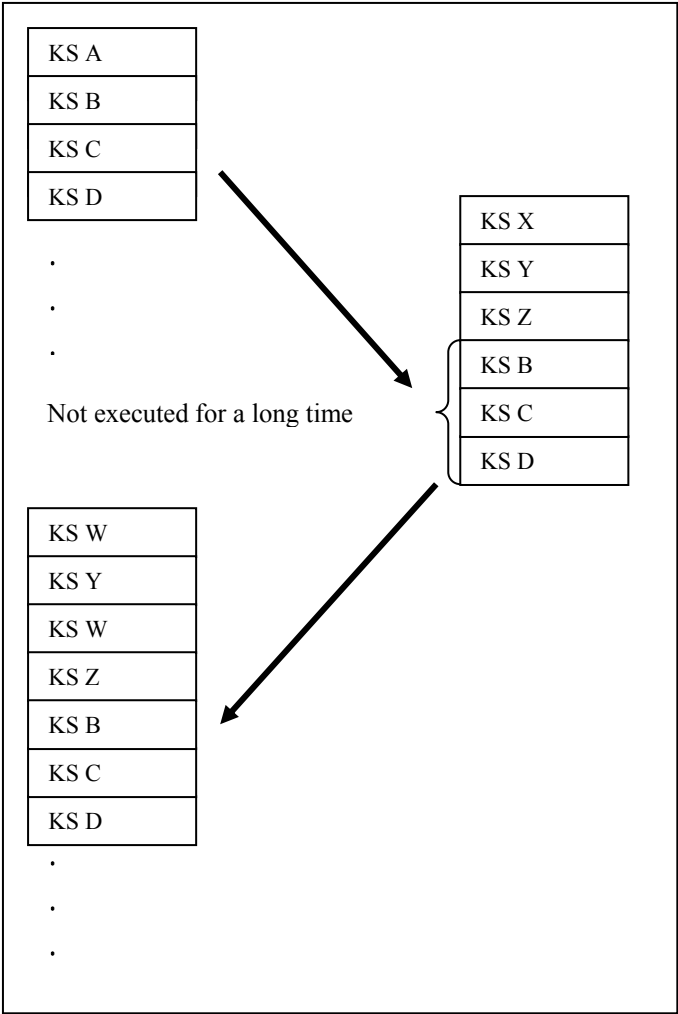 KS A
KS B
KS C
KS D
.
.
.
KS X
KS Y
KS Z
KS B
KS C
KS D
Not executed for a long time
KS W
KS Y
KS W
KS Z
KS B
KS C
KS D
.
.
.